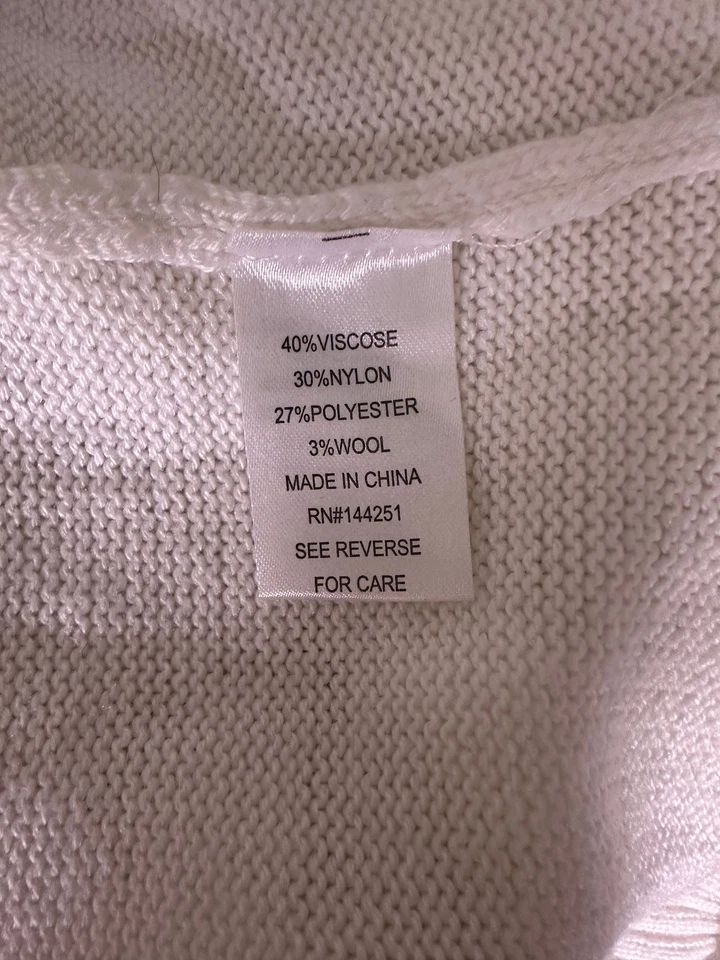 40%VISCOSE
30%NYLON
27%POLYESTER
3%WOOL
MADE IN CHINA
RN#144251
SEE REVERSE
FOR CARE